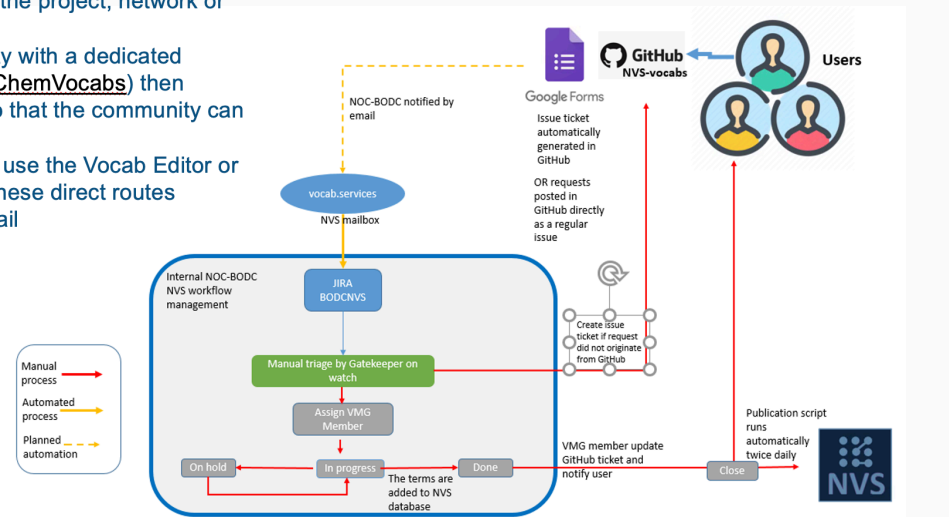 the project, network or
y with a dedicated
ChemVocabs) then
o that the community can
use the Vocab Editor or
hese direct routes
ail
GitHub
NVS-vocabs
Users
Google Forms
NOC-BODC notified by
email
Issue ticket
automatically
generated in
GitHub
OR requests
posted in
GitHub directly
as a regular
issue
vocab.services
NVS mailbox
Internal NOC-BODC
NVS workflow
management
JIRA
BODCNVS
Create issue
ticket if request
did not originate
from GitHub
Manual triage by Gatekeeper on
watch
Manual
process
Automated
process
Planned
automation
Assign VMG
Member
On hold
In progress
Done
The terms are
added to NVS
database
VMG member update
GitHub ticket and
notify user
Close
Publication script
runs
automatically
twice daily
NVS